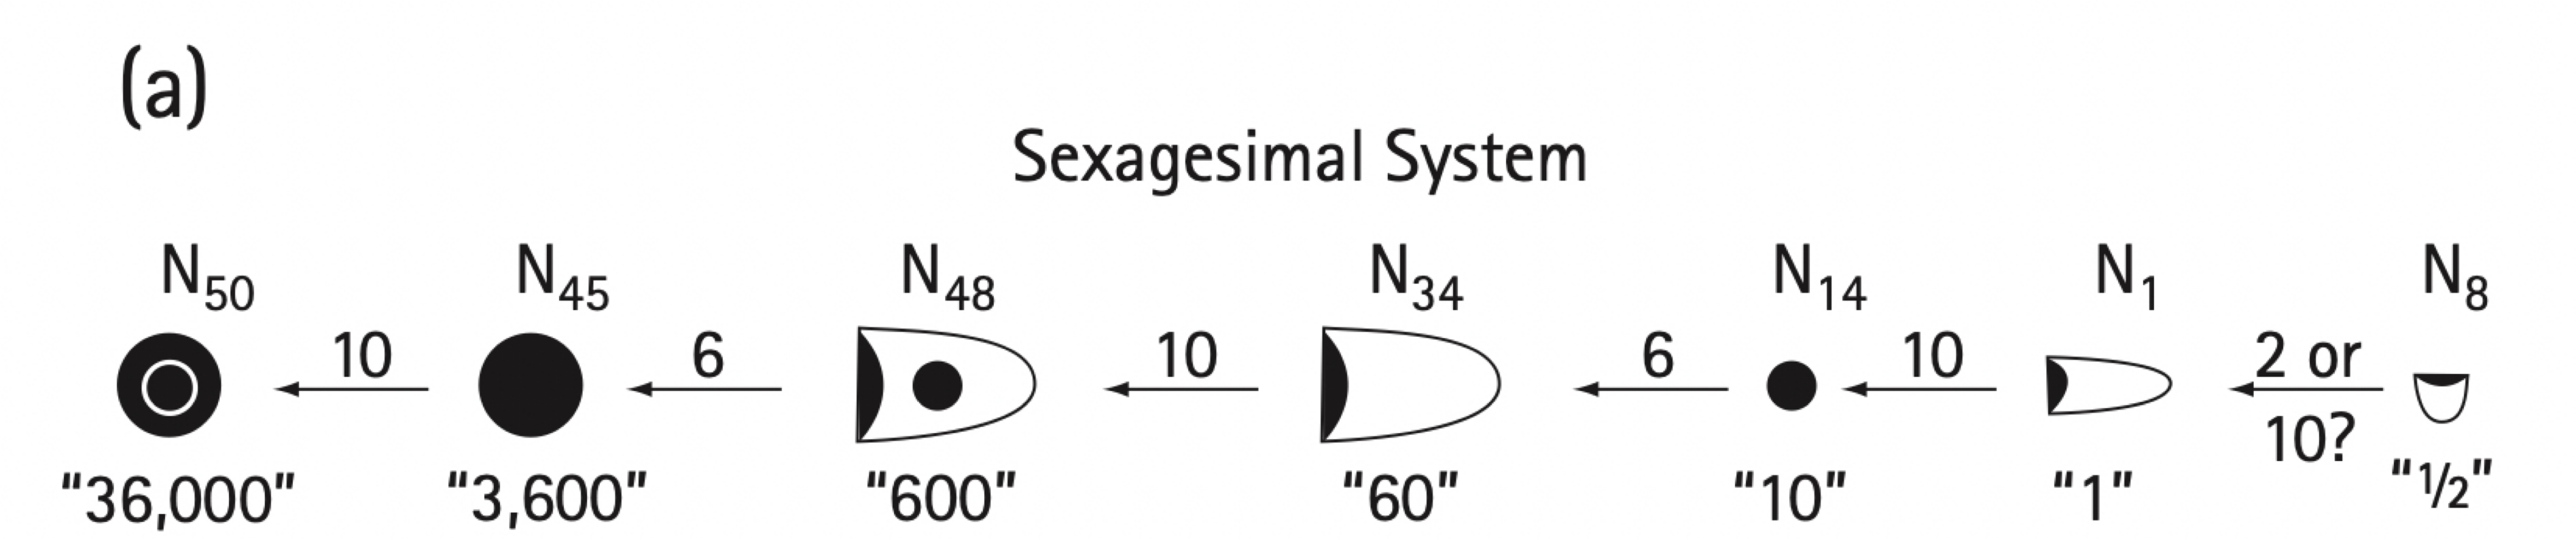 (a)
Sexagesimal System
N50 N45 N48 N34 N14 N1 N8
10 6 10 6 10 2 or
10?
“36,000” “3,600” “600” “60” “10” “1” “1/2”